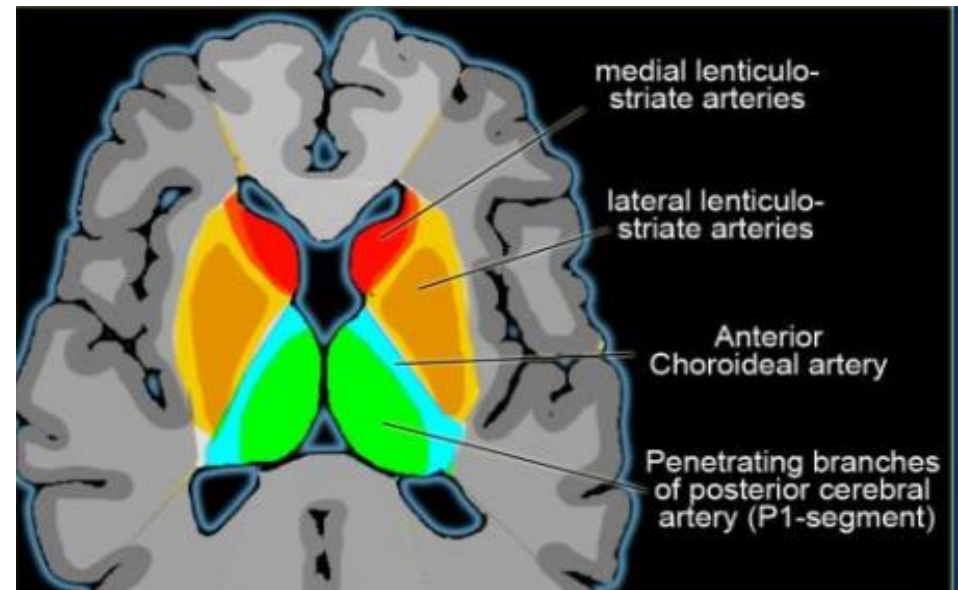 medial lenticulo-
striate arteries
lateral lenticulo-
striate arteries
Anterior
Choroideal artery
Penetrating branches
of posterior cerebral
artery (P1-segment)